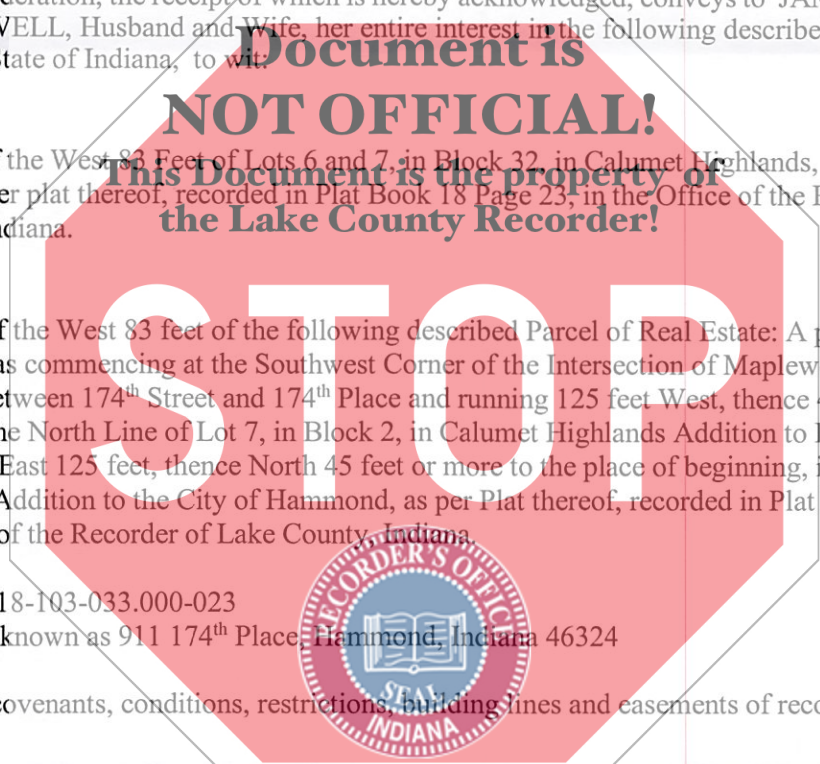 the receipt of which is hereby acknowledged, conveys to
VELL, Husband and Wife, her entire interest in the following describe
State of Indiana, to wit:
Document is
NOT OFFICIAL!
the West 83 Feet of Lots 6 and 7, in Block 32, in Calumet Highlands,
This Document is the property of
er plat thereof, recorded in Plat Book 18 Page 23, in the Office of the
the Lake County Recorder!
ndiana.
f the West 83 feet of the following described Parcel of Real Estate: A p
as commencing at the Southwest Corner of the Intersection of Maplew
etween 174th Street and 174th Place and running 125 feet West, thence 4
he North Line of Lot 7, in Block 2, in Calumet Highlands Addition to
STOP
East 125 feet, thence North 45 feet or more to the place of beginning, i
Addition to the City of Hammond, as per Plat thereof, recorded in Plat
of the Recorder of Lake County, Indiana.
RECORDER'S OFFICE
SEAL
INDIANA
18-103-033.000-023
known as 911 174th Place, Hammond, Indiana 46324
covenants, conditions, restrictions, building lines and easements of reco